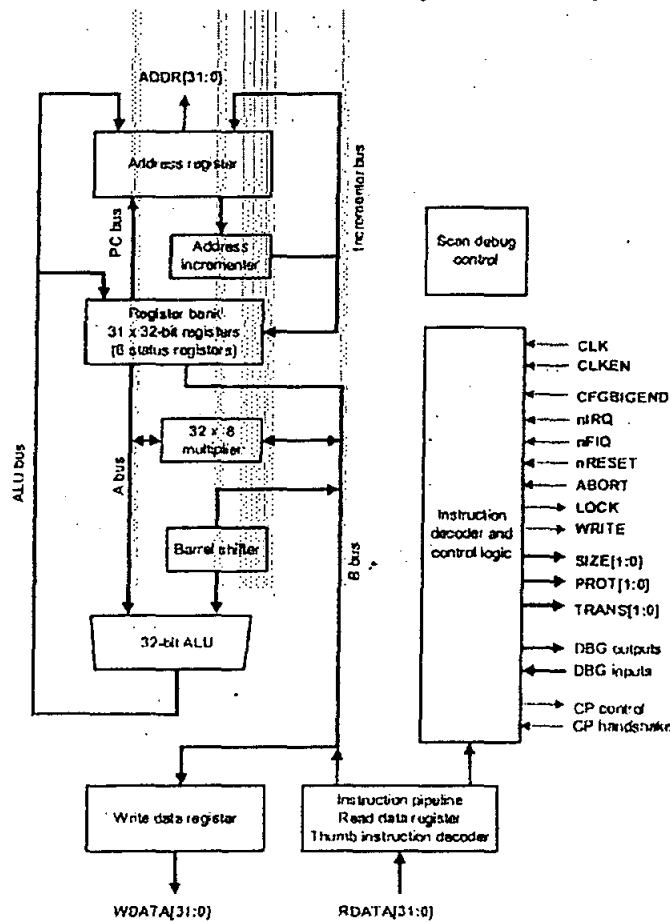 ADDR[31:0]
Address register
PC bus
Incrementer bus
Address
incrementer
Scan debug
control
Register bank
31 x 32-bit registers
(6 status registers)
CLK
CLKEN
CFGBIGEND
nIRQ
nFIQ
nRESET
ABORT
LOCK
WRITE
SIZE[1:0]
PROT[1:0]
TRANS[1:0]
DBG outputs
DBG inputs
CP control
CP handshake
ALU bus
A bus
32 x 8
multiplier
B bus
Instruction
decoder and
control logic
Barrel shifter
32-bit ALU
Write data register
Instruction pipeline
Read data register
Thumb instruction decoder
WDATA[31:0]
RDATA[31:0]